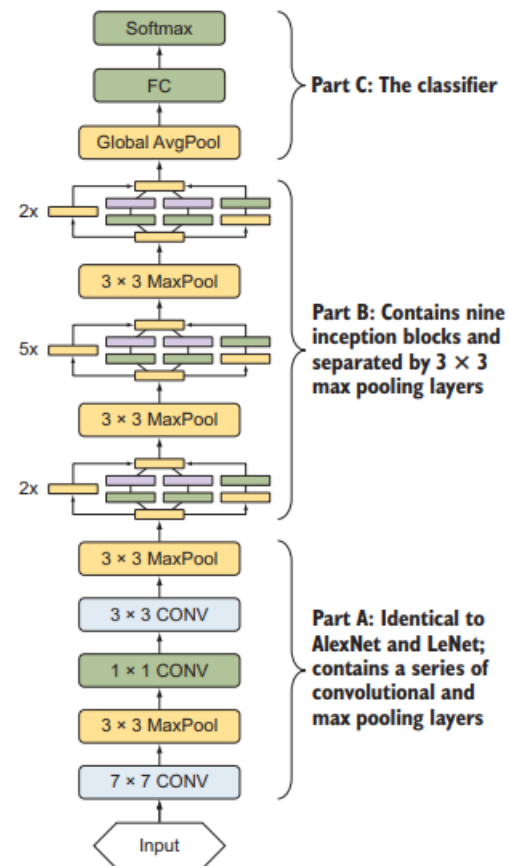 Softmax
FC
Part C: The classifier
Global AvgPool
2x
3 × 3 MaxPool
Part B: Contains nine
inception blocks and
separated by 3 × 3
max pooling layers
5x
3 × 3 MaxPool
2x
3 × 3 MaxPool
3 × 3 CONV
Part A: Identical to
AlexNet and LeNet;
contains a series of
convolutional and
max pooling layers
1 × 1 CONV
3 × 3 MaxPool
7 × 7 CONV
Input